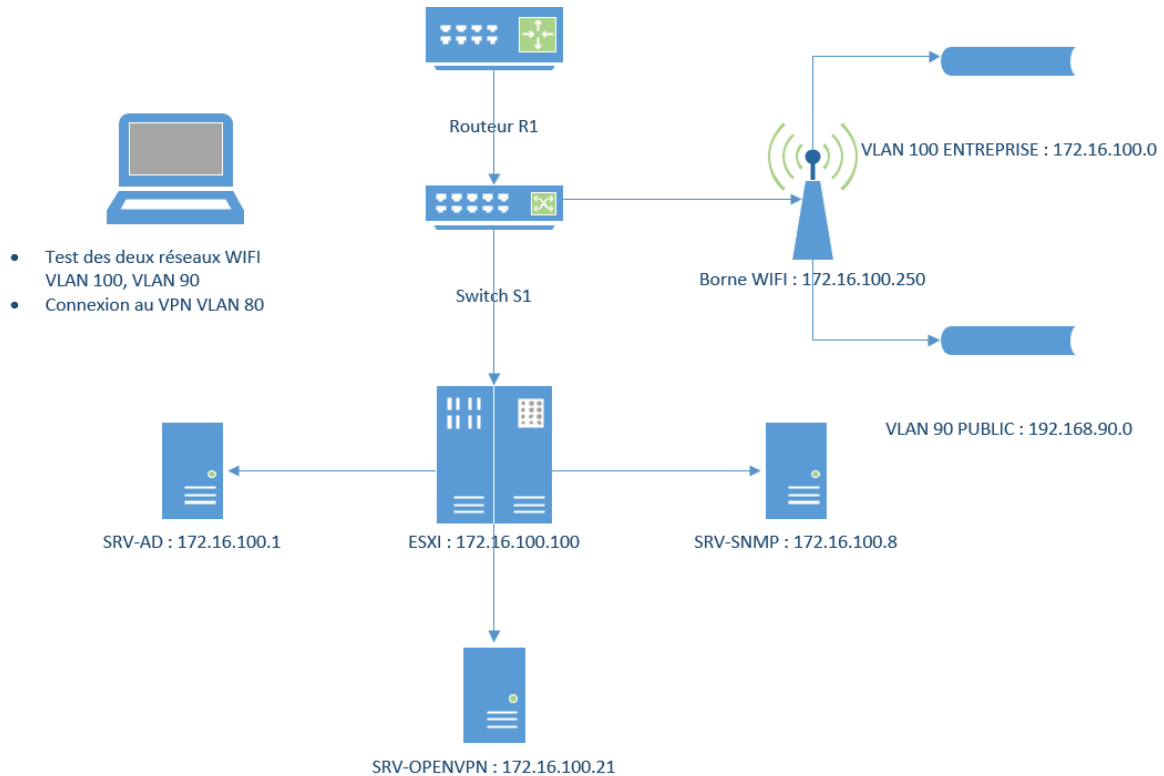 Routeur R1
VLAN 100 ENTREPRISE : 172.16.100.0
• Test des deux réseaux WIFI
VLAN 100, VLAN 90
• Connexion au VPN VLAN 80
Borne WIFI : 172.16.100.250
Switch S1
VLAN 90 PUBLIC : 192.168.90.0
SRV-AD : 172.16.100.1
ESXI : 172.16.100.100
SRV-SNMP : 172.16.100.8
SRV-OPENVPN : 172.16.100.21